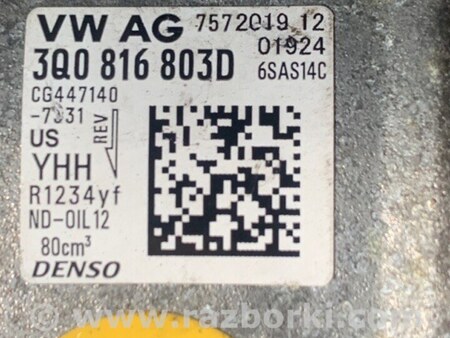 VW AG 7572019 12
01924
3Q0 816 803D 6SAS14C
CG447140
-7331
US
REV
YHH
R1234yf
ND-OIL12
80cm³
DENSO
www.razborki.com